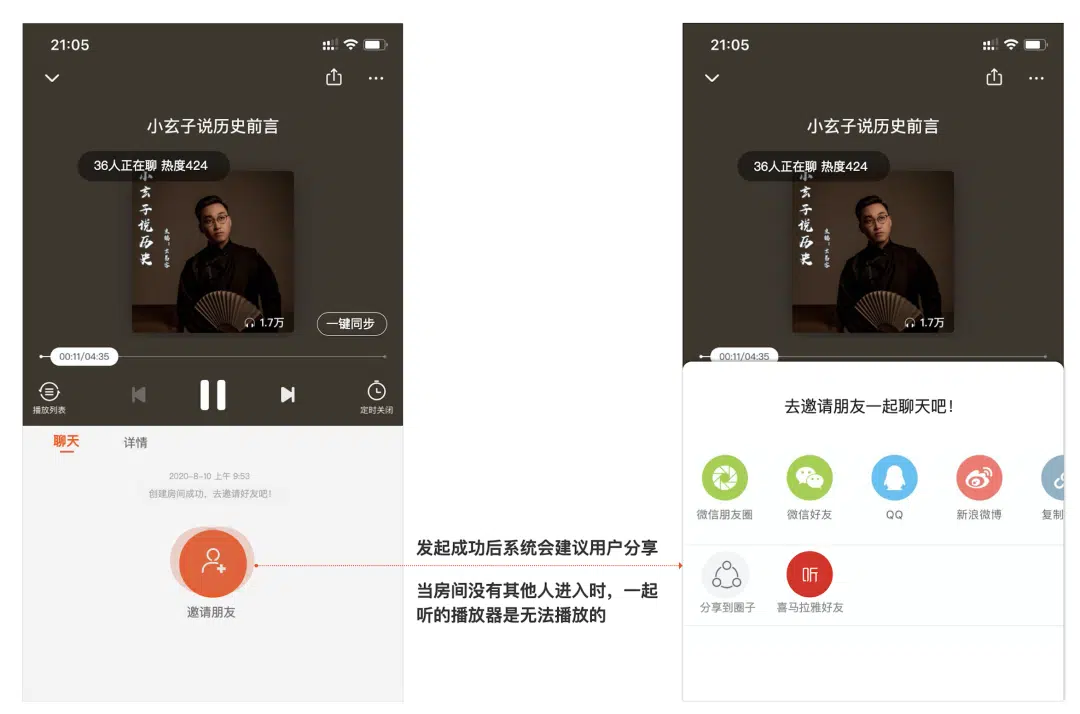 21:05
小玄子说历史前言
36人正在聊 热度424
小玄子说历史
1.7万
一键同步
00:11/04:35
播放列表
定时关闭
聊天
详情
2020-8-10 上午 9:53
创建房间成功，去邀请好友吧！
邀请朋友
发起成功后系统会建议用户分享
当房间没有其他人进入时，一起
听的播放器是无法播放的
21:05
小玄子说历史前言
36人正在聊 热度424
小玄子说历史
1.7万
00:11/04:35
去邀请朋友一起聊天吧！
微信朋友圈
微信好友
QQ
新浪微博
复制
听
分享到圈子
喜马拉雅好友